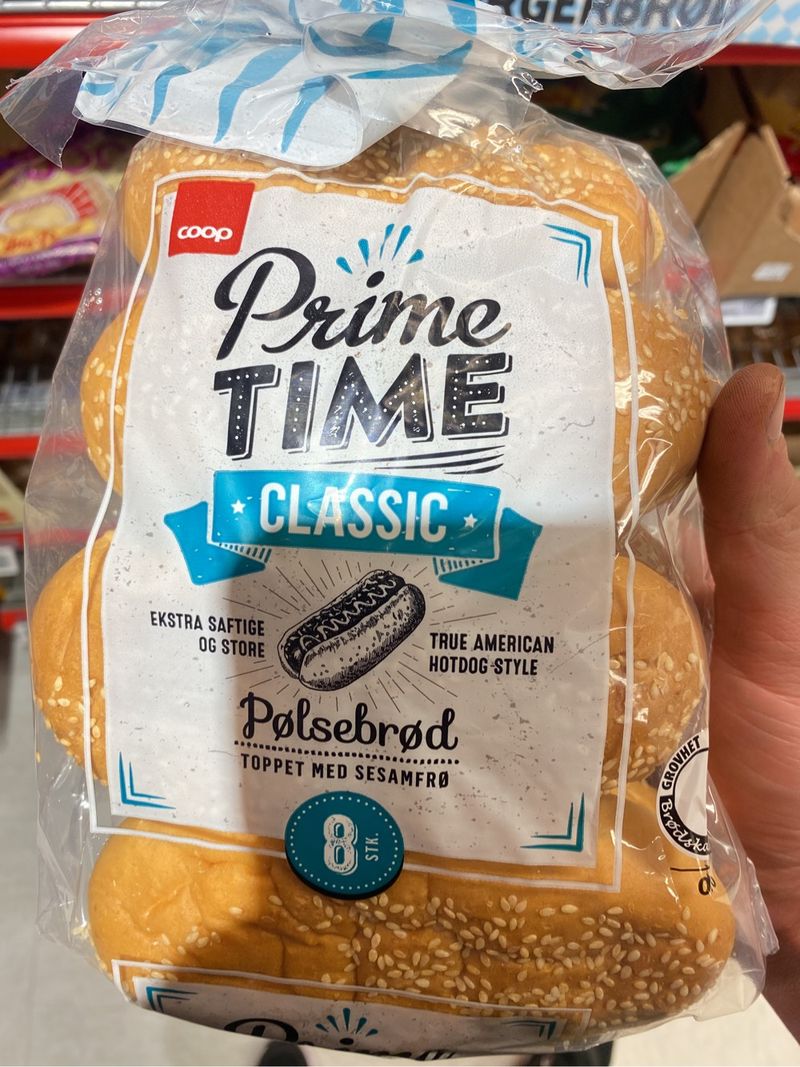 coop
Prime
TIME
CLASSIC
EKSTRA SAFTIGE
OG STORE
TRUE AMERICAN
HOTDOG-STYLE
Pølsebrød
TOPPET MED SESAMFRØ
8 STK.
GROVHET
Prime